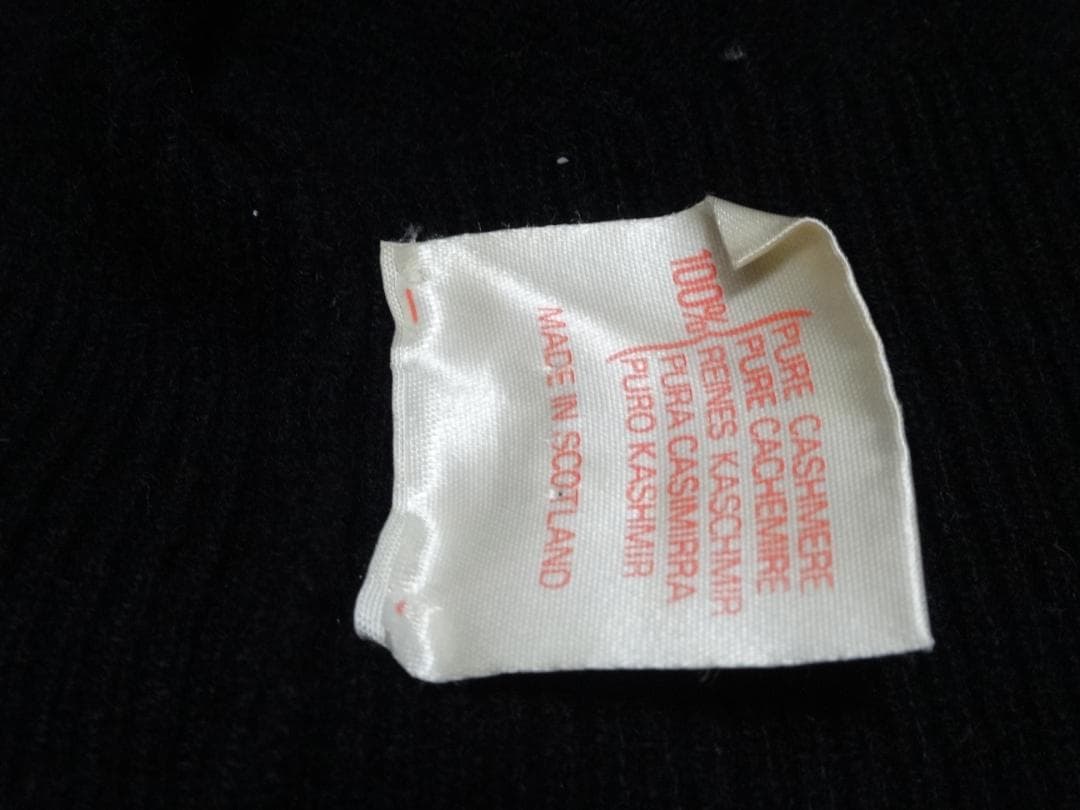 PURE CASHMERE
PURE CACHEMIRE
100% REINES KASCHMIR
PURA CASIMIRRA
PURO KASHMIR
MADE IN SCOTLAND